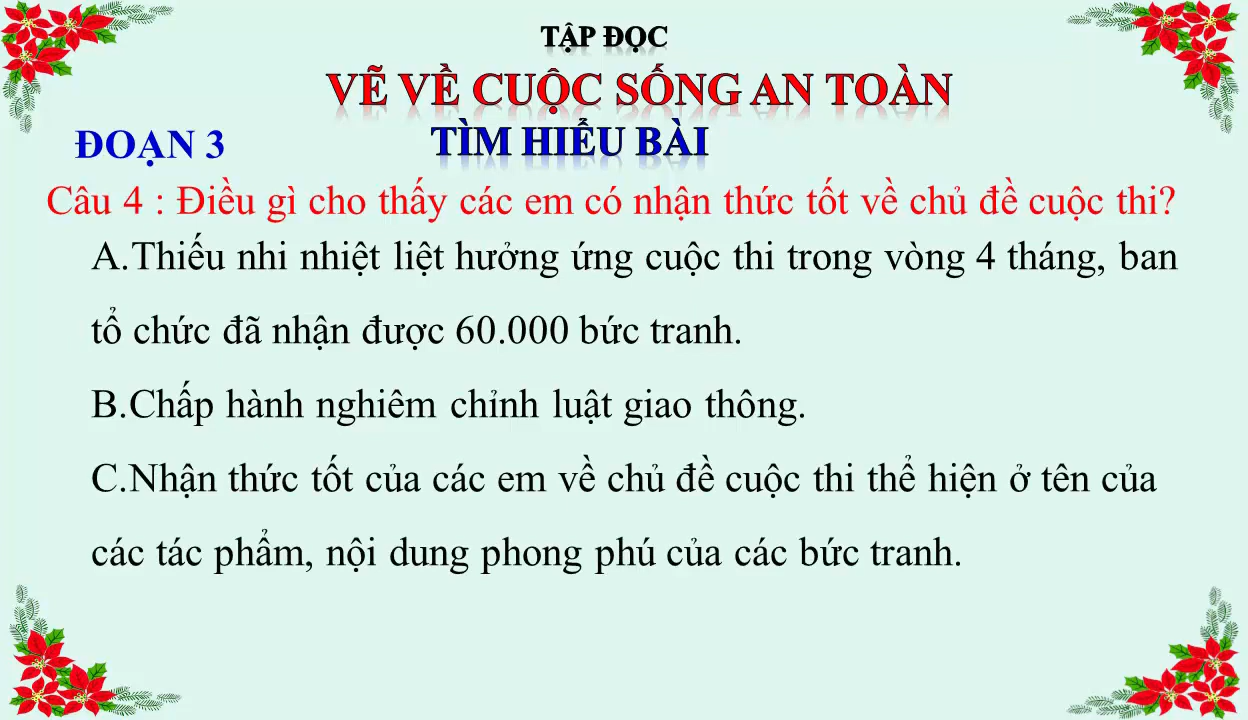 TẬP ĐỌC
VẼ VỀ CUỘC SỐNG AN TOÀN
ĐOẠN 3 TÌM HIỂU BÀI
Câu 4 : Điều gì cho thấy các em có nhận thức tốt về chủ đề cuộc thi?
A.Thiếu nhi nhiệt liệt hưởng ứng cuộc thi trong vòng 4 tháng, ban
tổ chức đã nhận được 60.000 bức tranh.
B.Chấp hành nghiêm chỉnh luật giao thông.
C.Nhận thức tốt của các em về chủ đề cuộc thi thể hiện ở tên của
các tác phẩm, nội dung phong phú của các bức tranh.